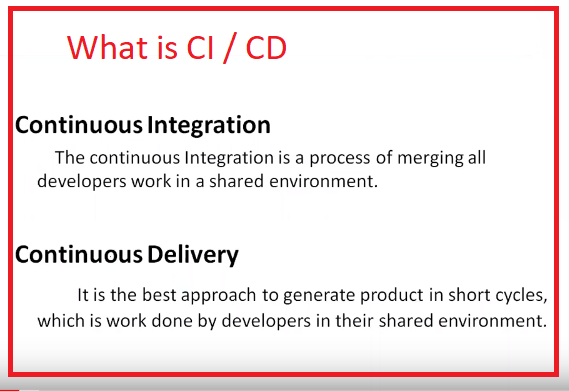 What is CI / CD
Continuous Integration
The continuous Integration is a process of merging all
developers work in a shared environment.
Continuous Delivery
It is the best approach to generate product in short cycles,
which is work done by developers in their shared environment.